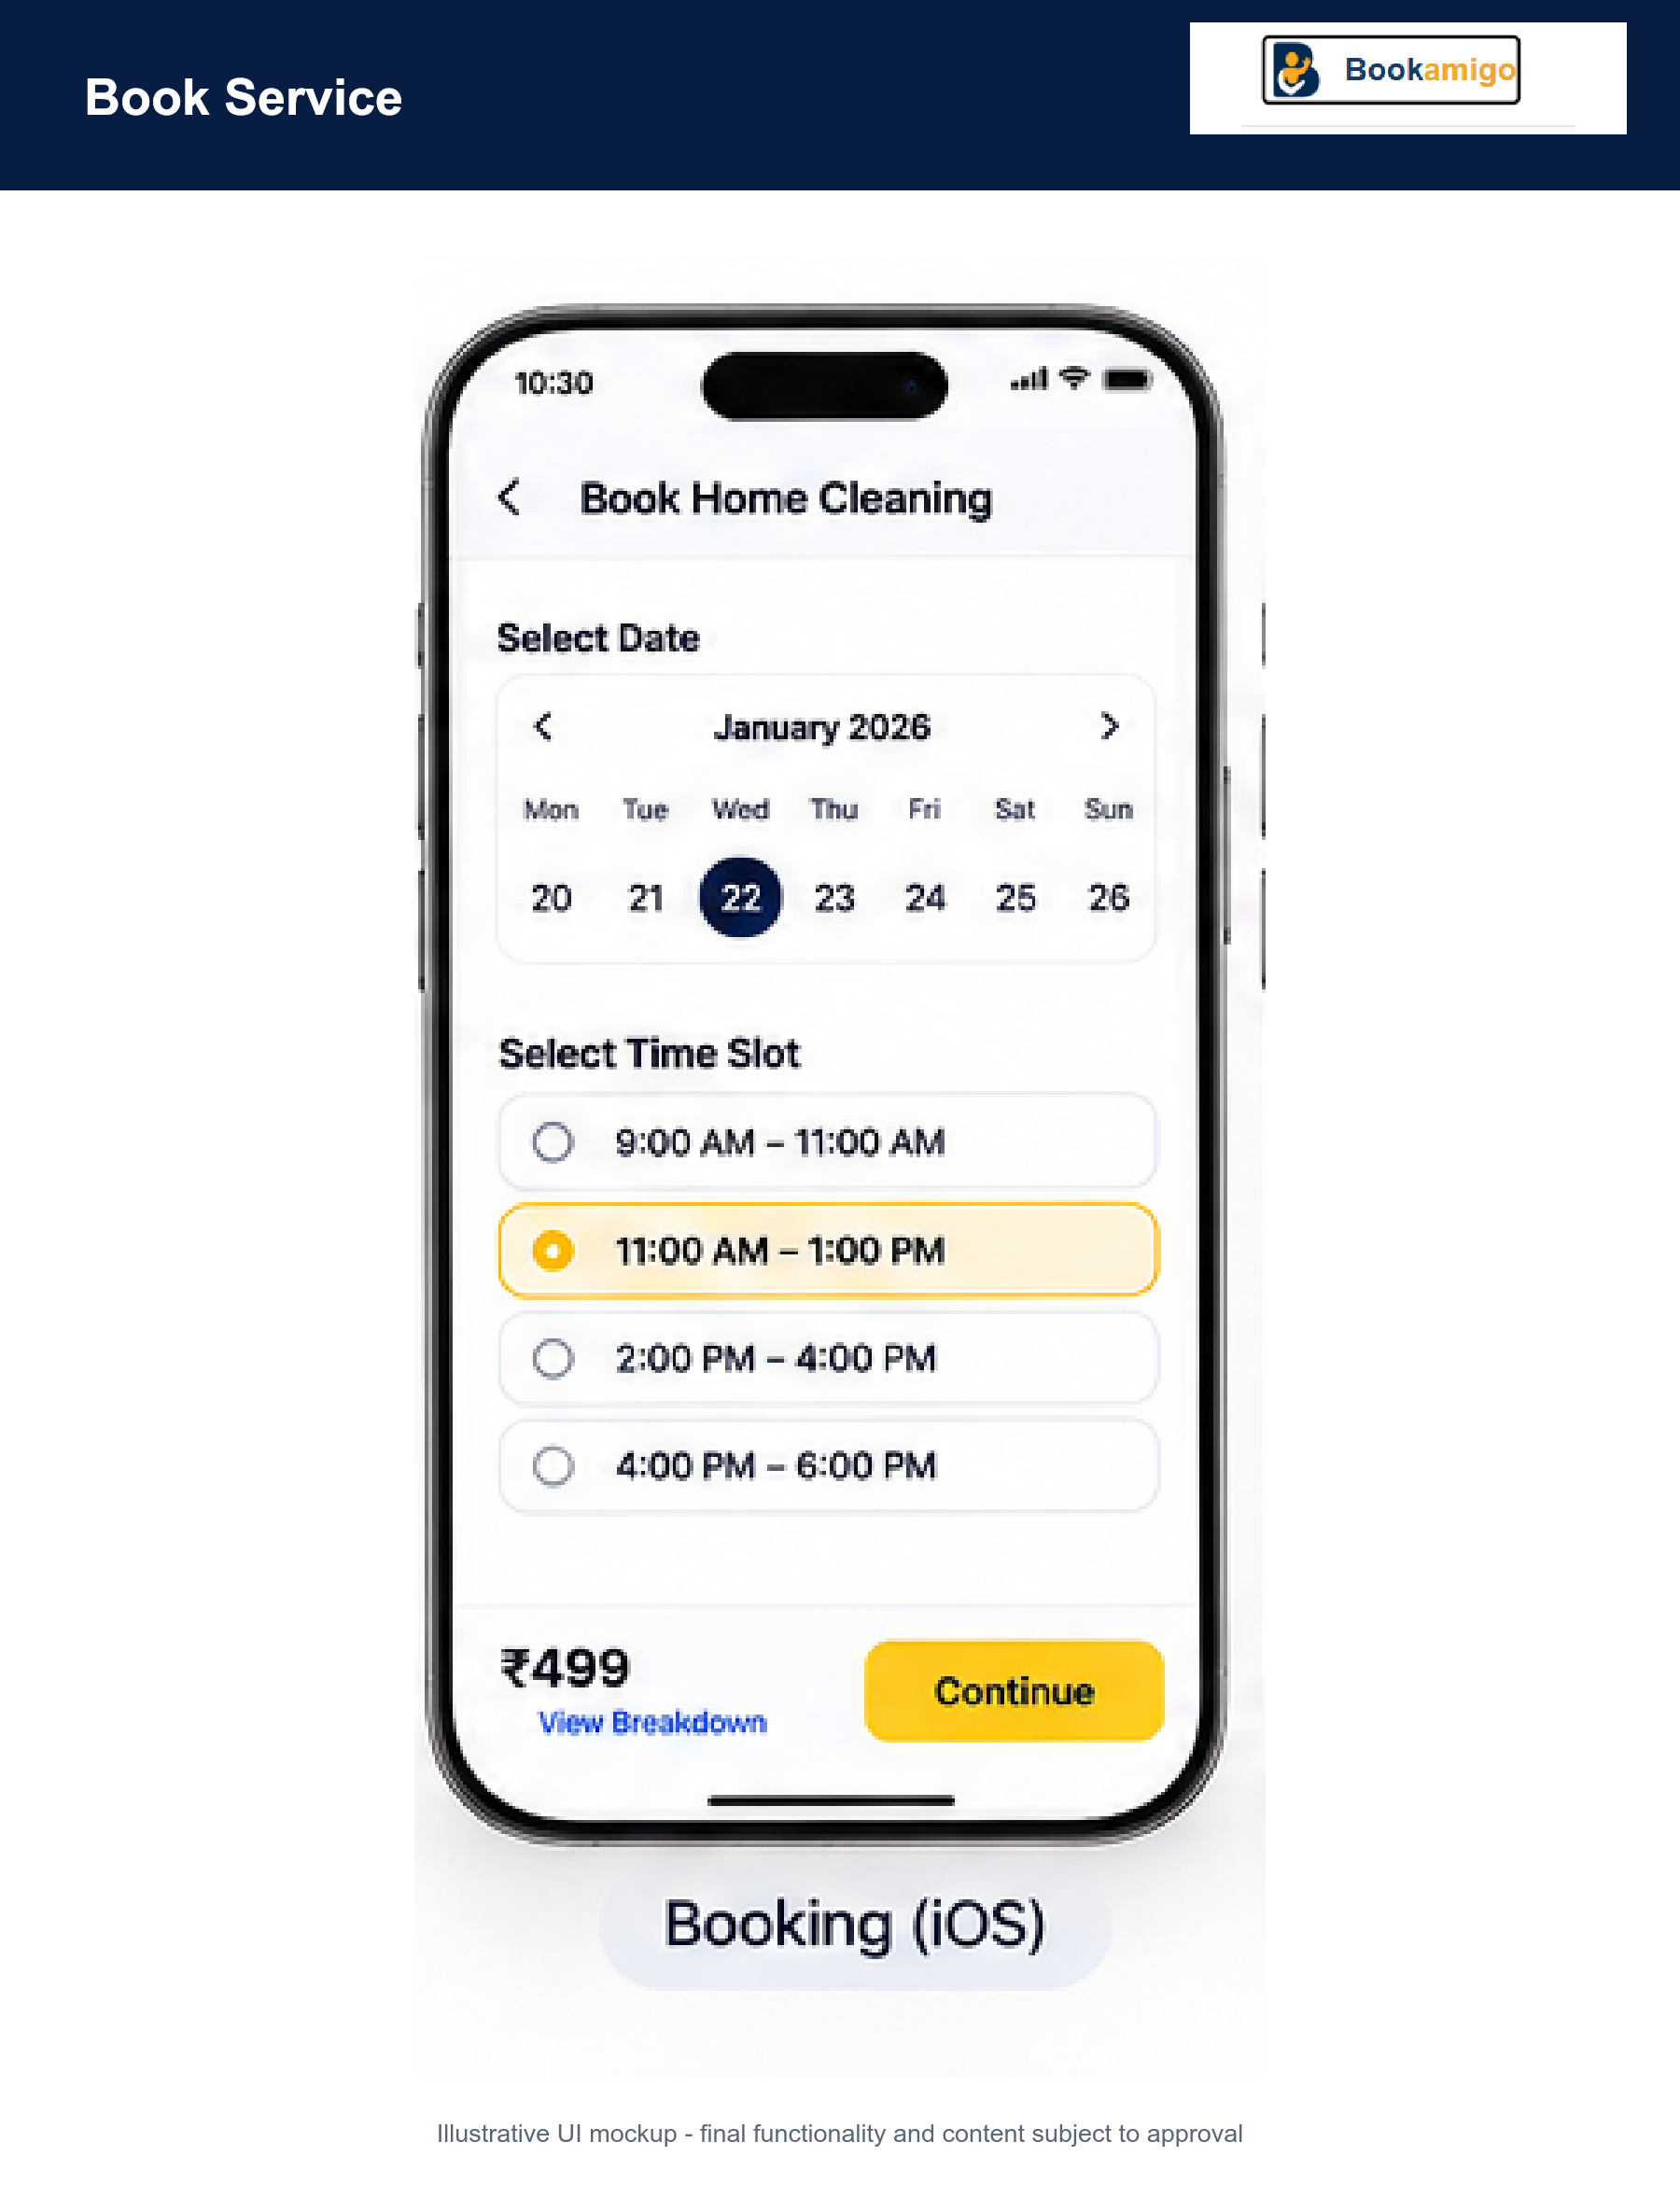 Book Service
Bookamigo
10:30
Book Home Cleaning
Select Date
January 2026
Mon Tue Wed Thu Fri Sat Sun
20 21 22 23 24 25 26
Select Time Slot
9:00 AM – 11:00 AM
11:00 AM – 1:00 PM
2:00 PM – 4:00 PM
4:00 PM – 6:00 PM
₹499
View Breakdown
Continue
Booking (iOS)
Illustrative UI mockup - final functionality and content subject to approval